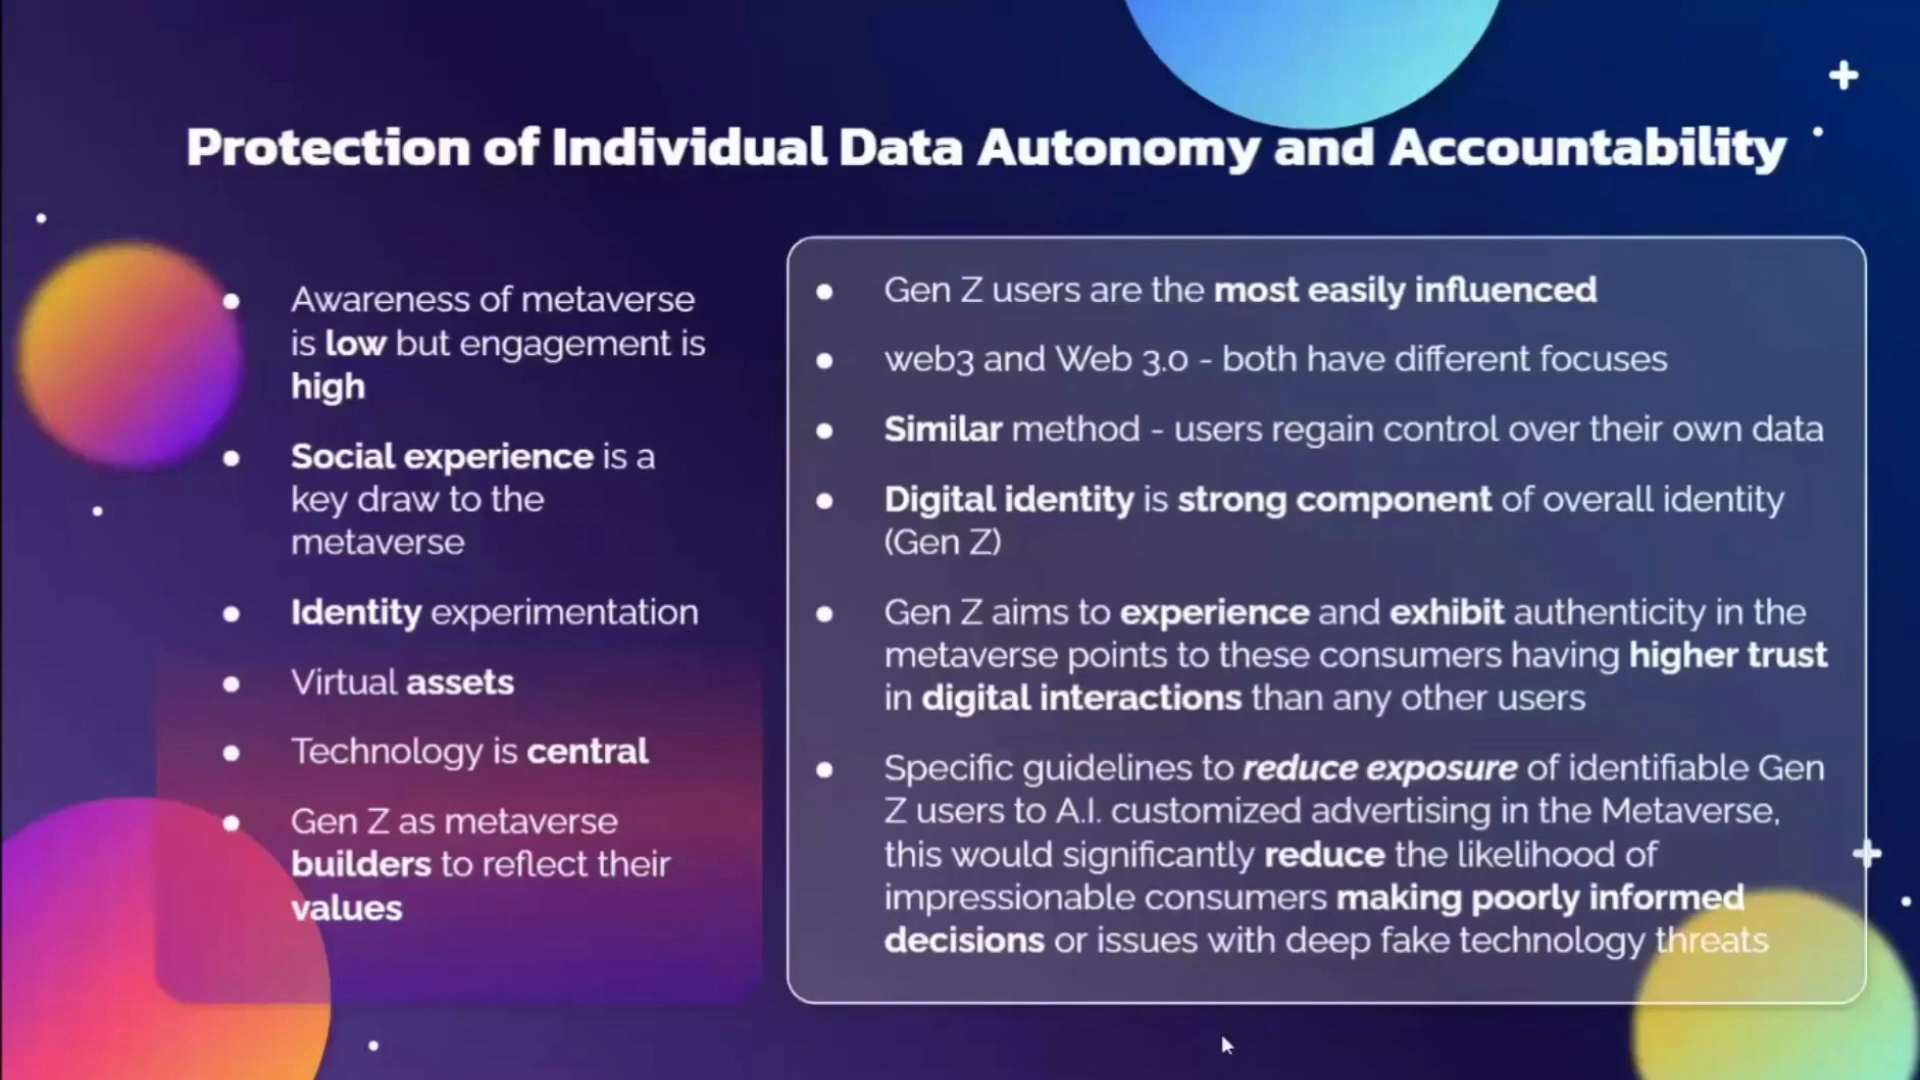 Protection of Individual Data Autonomy and Accountability
Awareness of metaverse
is low but engagement is
high
Social experience is a
key draw to the
metaverse
Identity experimentation
Virtual assets
Technology is central
Gen Z as metaverse
builders to reflect their
values
Gen Z users are the most easily influenced
web3 and Web 3.0 - both have different focuses
Similar method - users regain control over their own data
Digital identity is strong component of overall identity
(Gen Z)
Gen Z aims to experience and exhibit authenticity in the
metaverse points to these consumers having higher trust
in digital interactions than any other users
Specific guidelines to reduce exposure of identifiable Gen
Z users to A.I. customized advertising in the Metaverse,
this would significantly reduce the likelihood of
impressionable consumers making poorly informed
decisions or issues with deep fake technology threats